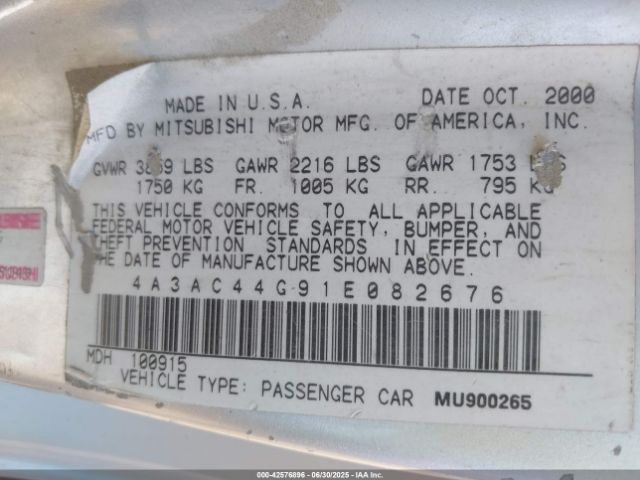 MADE IN U.S.A. DATE OCT. 2000
MFD BY MITSUBISHI MOTOR MFG. OF AMERICA, INC.
GVWR LBS GAWR 2216 LBS GAWR 1753
1750 KG FR. 1005 KG RR. 795 KG
THIS VEHICLE CONFORMS TO ALL APPLICABLE
FEDERAL MOTOR VEHICLE SAFETY, BUMPER, AND
THEFT PREVENTION STANDARDS IN EFFECT ON
THE DATE OF MANUFACTURE SHOWN ABOVE.
4A3AC44G91E082676
MDH 100915
VEHICLE TYPE: PASSENGER CAR MU900265
000-42576896 - 06/30/2025 - IAA Inc.